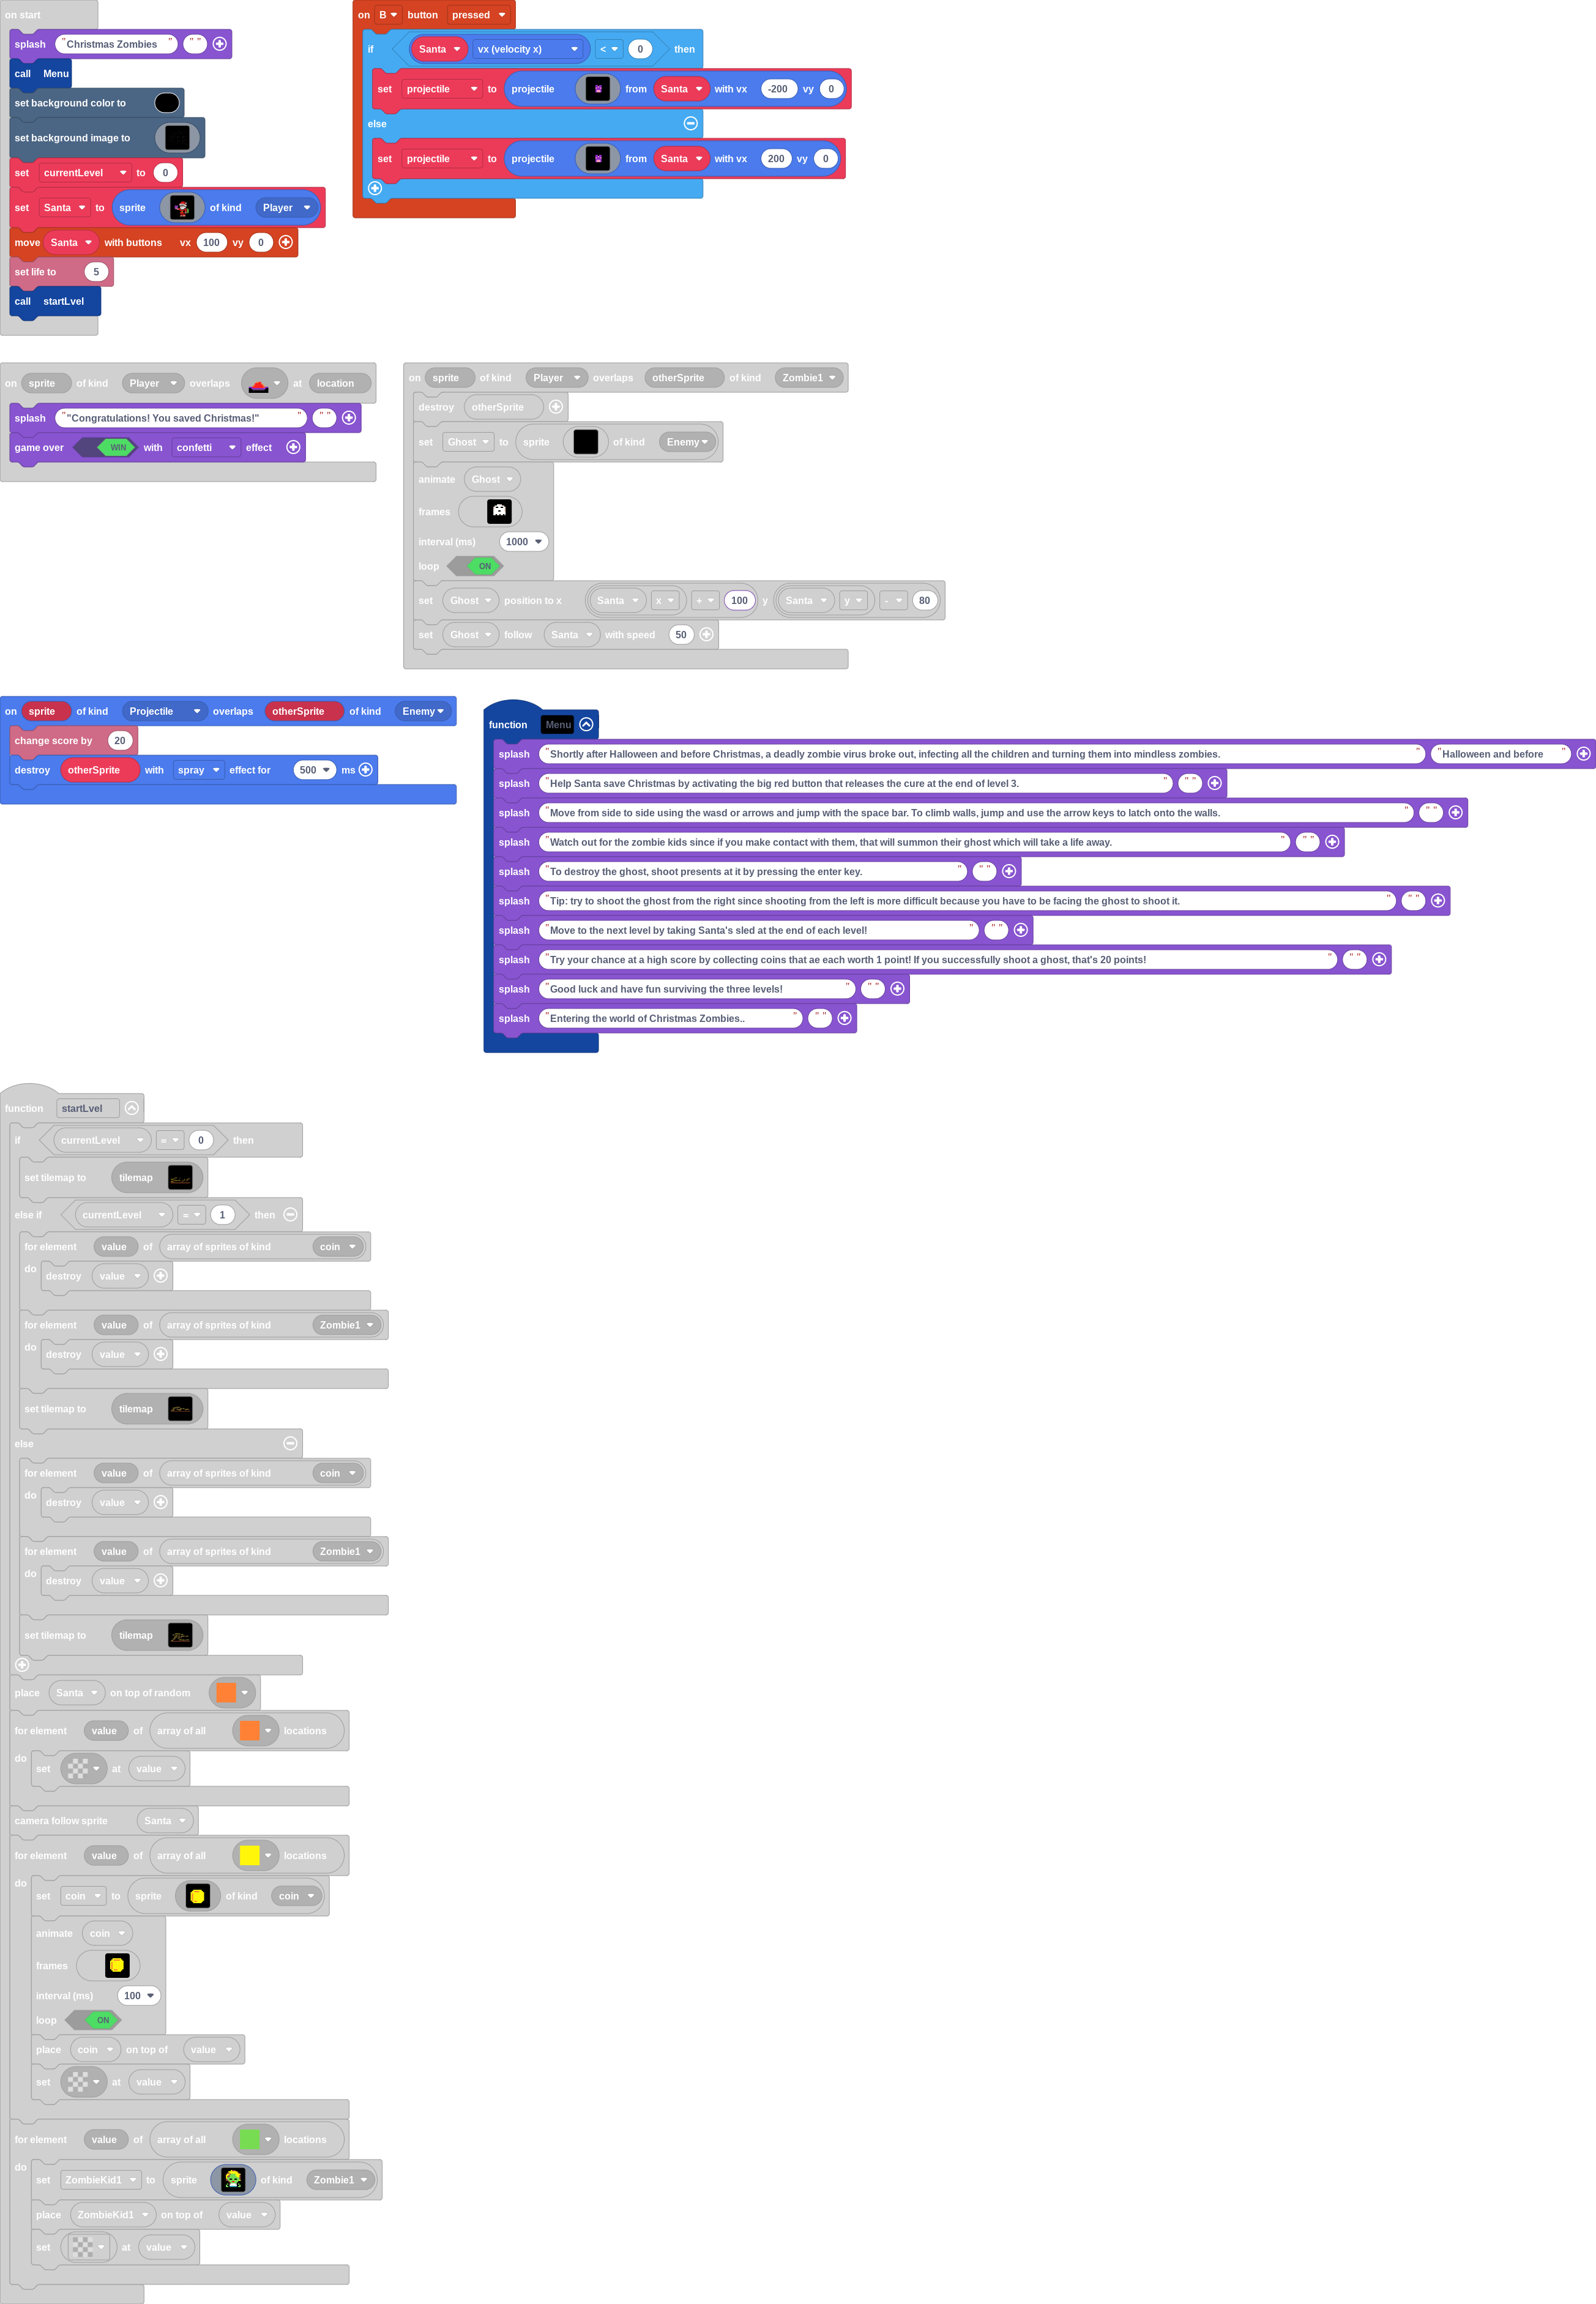 on start
splash "Christmas Zombies " " "
call Menu
set background color to
set background image to
set currentLevel to 0
set Santa to sprite of kind Player
move Santa with buttons vx 100 vy 0
set life to 5
call startLvel
on B button pressed
if Santa vx (velocity x) < 0 then
set projectile to projectile from Santa with vx -200 vy 0
else
set projectile to projectile from Santa with vx 200 vy 0
on sprite of kind Player overlaps at location
splash ""Congratulations! You saved Christmas!" " " "
game over WIN with confetti effect
on sprite of kind Player overlaps otherSprite of kind Zombie1
destroy otherSprite
set Ghost to sprite of kind Enemy
animate Ghost
frames
interval (ms) 1000
loop ON
set Ghost position to x Santa x + 100 y Santa y - 80
set Ghost follow Santa with speed 50
on sprite of kind Projectile overlaps otherSprite of kind Enemy
change score by 20
destroy otherSprite with spray effect for 500 ms
function Menu
splash "Shortly after Halloween and before Christmas, a deadly zombie virus broke out, infecting all the children and turning them into mindless zombies. " "Halloween and before "
splash "Help Santa save Christmas by activating the big red button that releases the cure at the end of level 3. " " "
splash "Move from side to side using the wasd or arrows and jump with the space bar. To climb walls, jump and use the arrow keys to latch onto the walls. " " "
splash "Watch out for the zombie kids since if you make contact with them, that will summon their ghost which will take a life away. " " "
splash "To destroy the ghost, shoot presents at it by pressing the enter key. " " "
splash "Tip: try to shoot the ghost from the right since shooting from the left is more difficult because you have to be facing the ghost to shoot it. " " "
splash "Move to the next level by taking Santa's sled at the end of each level! " " "
splash "Try your chance at a high score by collecting coins that ae each worth 1 point! If you successfully shoot a ghost, that's 20 points! " " "
splash "Good luck and have fun surviving the three levels! " " "
splash "Entering the world of Christmas Zombies.. " " "
function startLvel
if currentLevel = 0 then
set tilemap to tilemap
else if currentLevel = 1 then
for element value of array of sprites of kind coin
do destroy value
for element value of array of sprites of kind Zombie1
do destroy value
set tilemap to tilemap
else
for element value of array of sprites of kind coin
do destroy value
for element value of array of sprites of kind Zombie1
do destroy value
set tilemap to tilemap
place Santa on top of random
for element value of array of all locations
do set at value
camera follow sprite Santa
for element value of array of all locations
do set coin to sprite of kind coin
animate coin
frames
interval (ms) 100
loop ON
place coin on top of value
set at value
for element value of array of all locations
do set ZombieKid1 to sprite of kind Zombie1
place ZombieKid1 on top of value
set at value